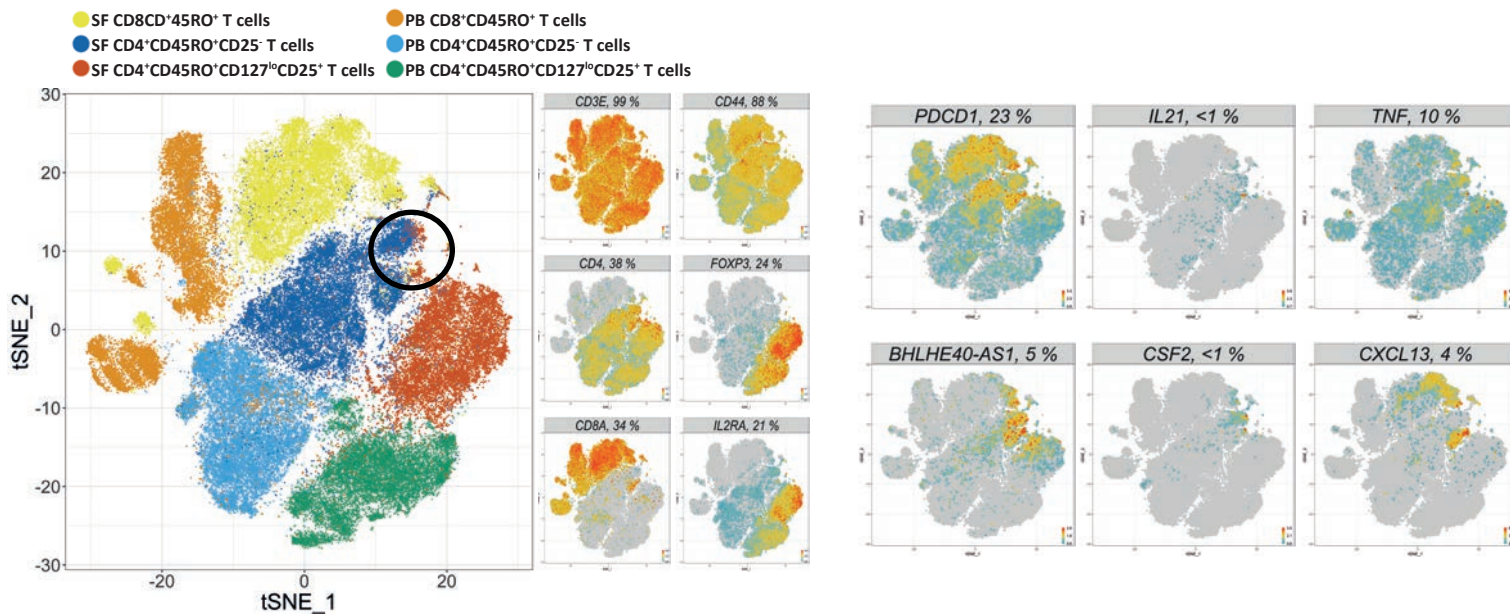 SF CD8CD⁺45RO⁺ T cells
PB CD8⁺CD45RO⁺ T cells
SF CD4⁺CD45RO⁺CD25⁻ T cells
PB CD4⁺CD45RO⁺CD25⁻ T cells
SF CD4⁺CD45RO⁺CD127ˡᵒCD25⁺ T cells
PB CD4⁺CD45RO⁺CD127ˡᵒCD25⁺ T cells
30
20
10
0
-10
-20
-30
tSNE_2
-20
0
20
tSNE_1
CD3E, 99 %
CD44, 88 %
CD4, 38 %
FOXP3, 24 %
CD8A, 34 %
IL2RA, 21 %
PDCD1, 23 %
IL21, <1 %
TNF, 10 %
BHLHE40-AS1, 5 %
CSF2, <1 %
CXCL13, 4 %